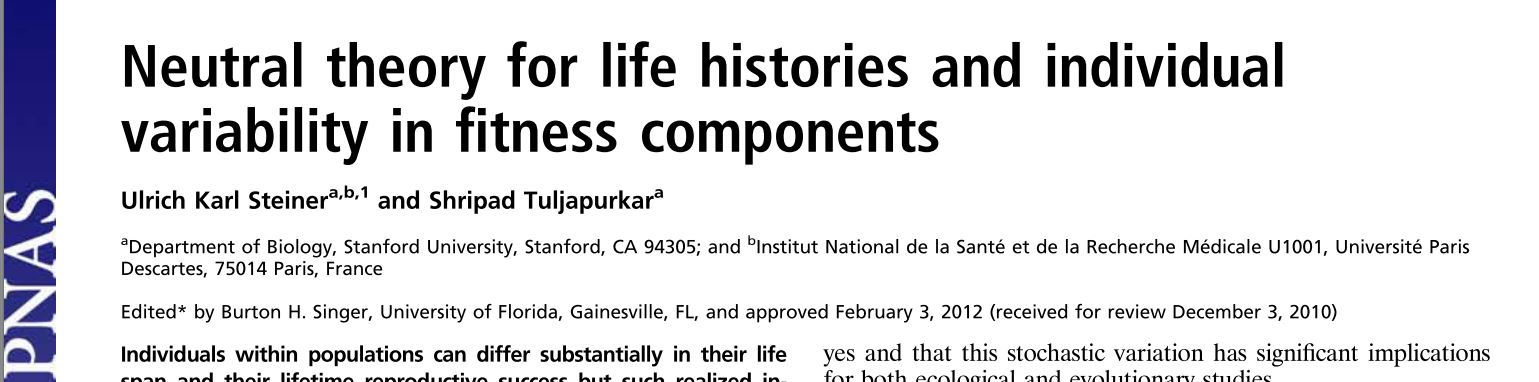 Neutral theory for life histories and individual
variability in fitness components
Ulrich Karl Steinerᵃ,ᵇ,¹ and Shripad Tuljapurkarᵃ
ᵃDepartment of Biology, Stanford University, Stanford, CA 94305; and ᵇInstitut National de la Santé et de la Recherche Médicale U1001, Université Paris
Descartes, 75014 Paris, France
Edited* by Burton H. Singer, University of Florida, Gainesville, FL, and approved February 3, 2012 (received for review December 3, 2010)
Individuals within populations can differ substantially in their life
span and their lifetime reproductive success but such realized in-
yes and that this stochastic variation has significant implications
for both ecological and evolutionary studies.
PNAS